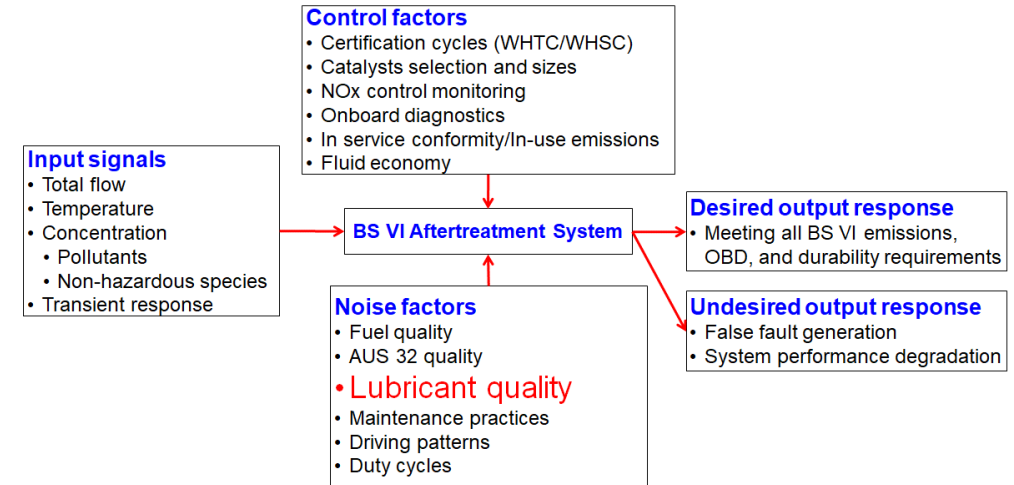 Control factors
• Certification cycles (WHTC/WHSC)
• Catalysts selection and sizes
• NOx control monitoring
• Onboard diagnostics
• In service conformity/In-use emissions
• Fluid economy
Input signals
• Total flow
• Temperature
• Concentration
• Pollutants
• Non-hazardous species
• Transient response
BS VI Aftertreatment System
Desired output response
• Meeting all BS VI emissions,
OBD, and durability requirements
Undesired output response
• False fault generation
• System performance degradation
Noise factors
• Fuel quality
• AUS 32 quality
• Lubricant quality
• Maintenance practices
• Driving patterns
• Duty cycles